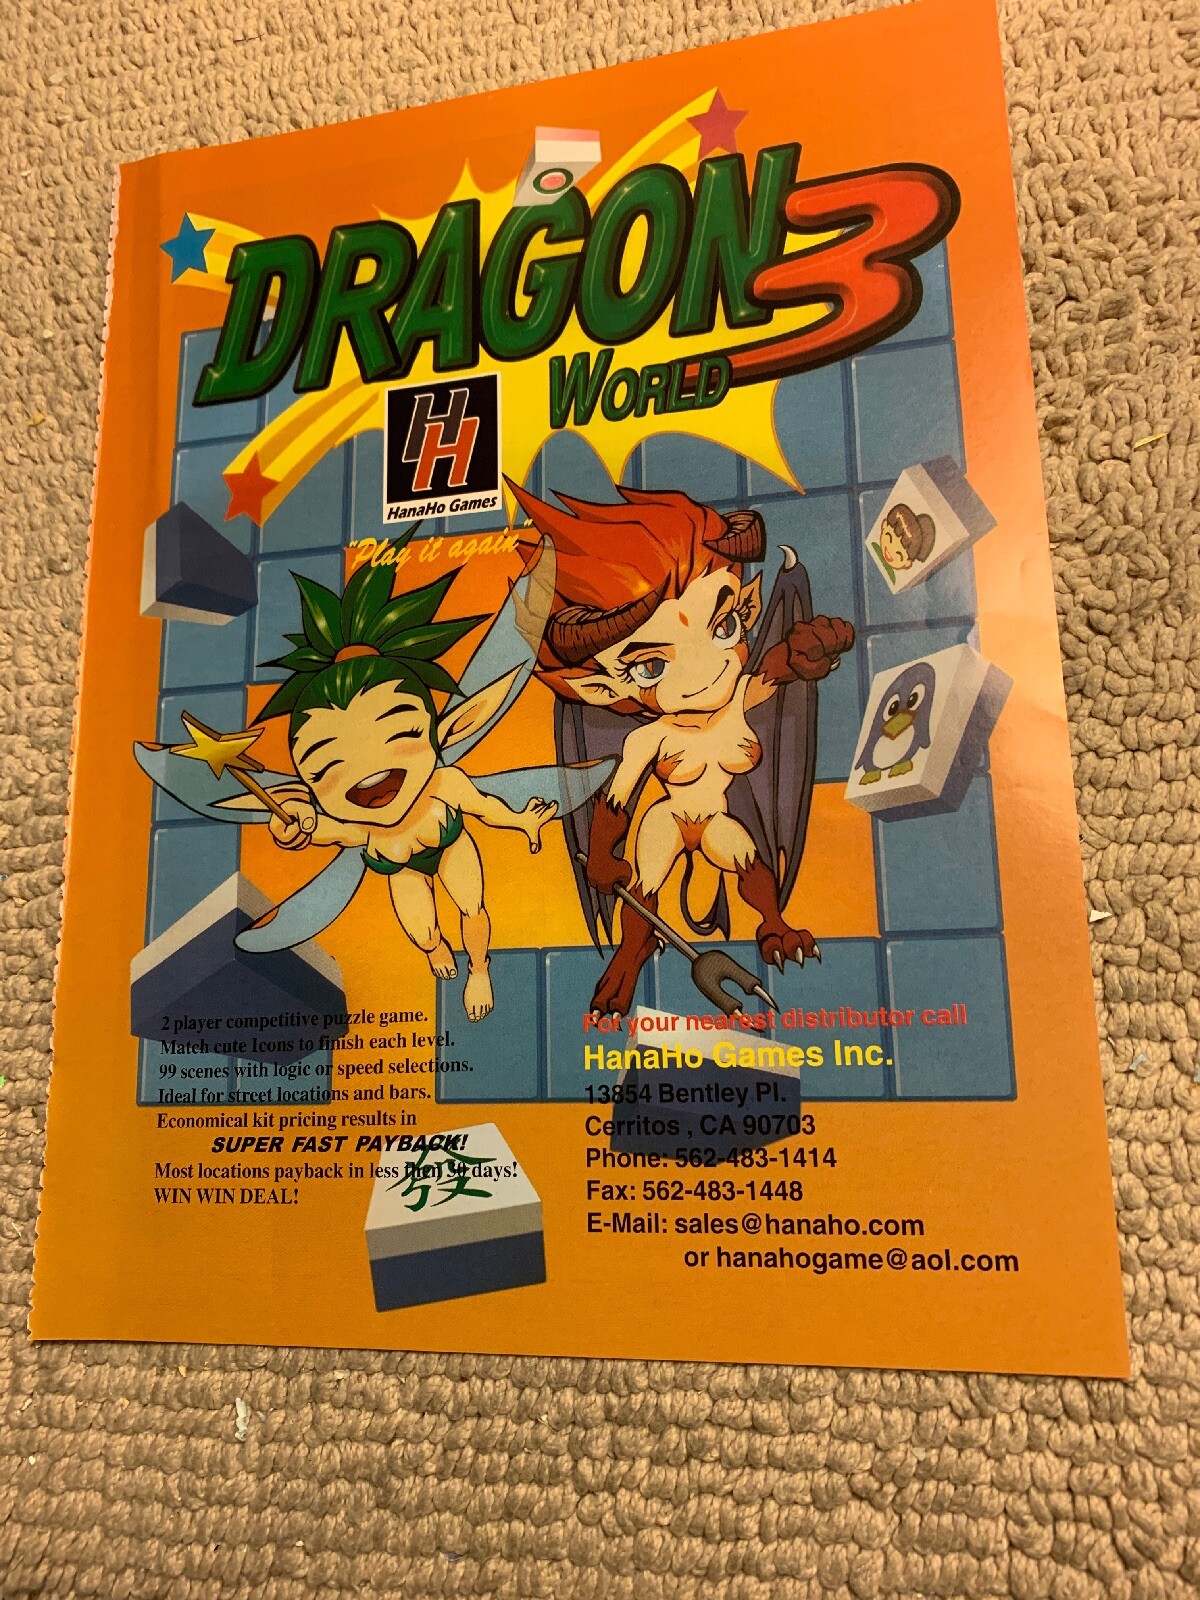 DRAGON 3
WORLD
HH
HanaHo Games
"Play it again"
2 player competitive puzzle game.
Match cute Icons to finish each level.
99 scenes with logic or speed selections.
Ideal for street locations and bars.
Economical kit pricing results in
SUPER FAST PAYBACK!
Most locations payback in less then 30 days!
WIN WIN DEAL!
發
For your nearest distributor call
HanaHo Games Inc.
13854 Bentley Pl.
Cerritos , CA 90703
Phone: 562-483-1414
Fax: 562-483-1448
E-Mail: sales@hanaho.com
or hanahogame@aol.com